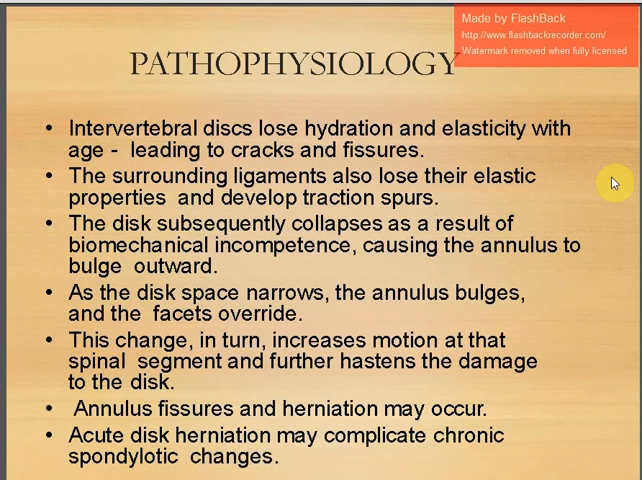 Made by FlashBack
http://www.flashbackrecorder.com/
Watermark removed when fully licensed
PATHOPHYSIOLOGY
• Intervertebral discs lose hydration and elasticity with
age - leading to cracks and fissures.
• The surrounding ligaments also lose their elastic
properties and develop traction spurs.
• The disk subsequently collapses as a result of
biomechanical incompetence, causing the annulus to
bulge outward.
• As the disk space narrows, the annulus bulges,
and the facets override.
• This change, in turn, increases motion at that
spinal segment and further hastens the damage
to the disk.
• Annulus fissures and herniation may occur.
• Acute disk herniation may complicate chronic
spondylotic changes.